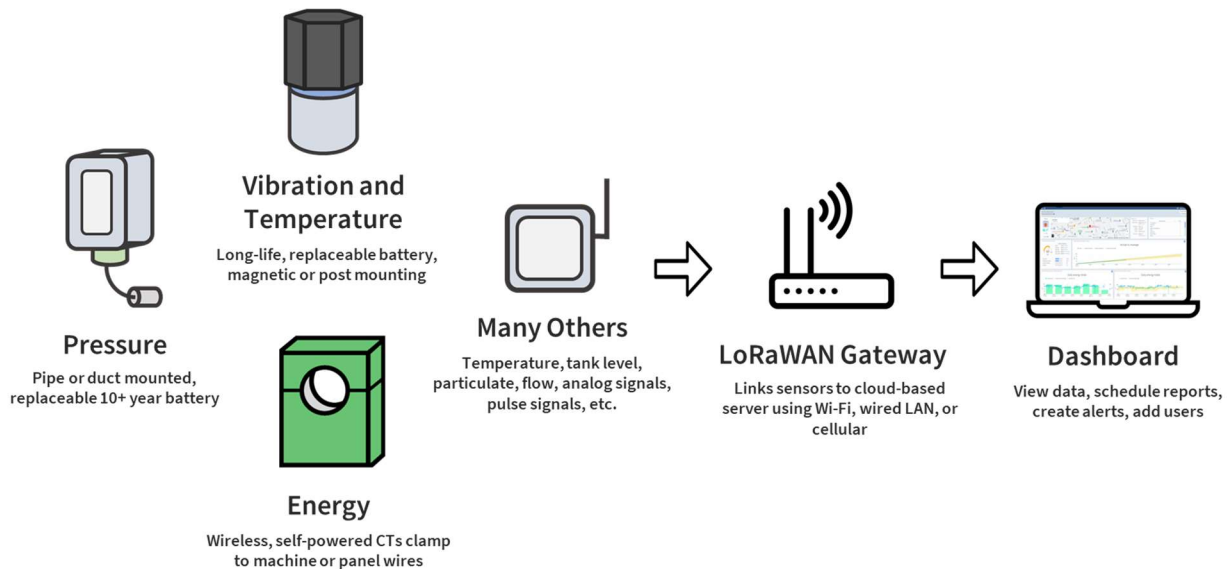 Vibration and
Temperature
Long-life, replaceable battery,
magnetic or post mounting
Pressure
Pipe or duct mounted,
replaceable 10+ year battery
Energy
Wireless, self-powered CTs clamp
to machine or panel wires
Many Others
Temperature, tank level,
particulate, flow, analog signals,
pulse signals, etc.
LoRaWAN Gateway
Links sensors to cloud-based
server using Wi-Fi, wired LAN, or
cellular
Dashboard
View data, schedule reports,
create alerts, add users